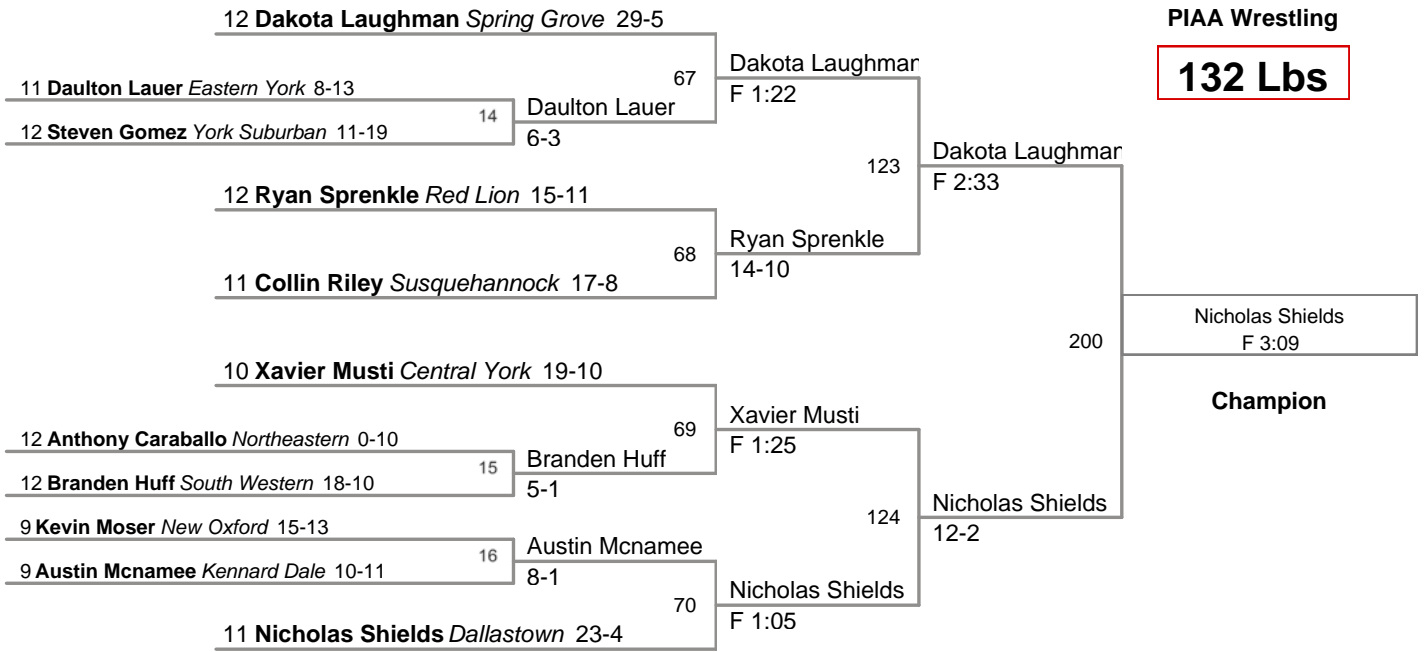 12 Dakota Laughman Spring Grove 29-5
PIAA Wrestling
132 Lbs
67
Dakota Laughman
F 1:22
11 Daulton Lauer Eastern York 8-13
14
Daulton Lauer
6-3
12 Steven Gomez York Suburban 11-19
123
Dakota Laughman
F 2:33
12 Ryan Sprenkle Red Lion 15-11
68
Ryan Sprenkle
14-10
11 Collin Riley Susquehannock 17-8
200
Nicholas Shields
F 3:09
Champion
10 Xavier Musti Central York 19-10
69
Xavier Musti
F 1:25
12 Anthony Caraballo Northeastern 0-10
15
Branden Huff
5-1
12 Branden Huff South Western 18-10
124
Nicholas Shields
12-2
9 Kevin Moser New Oxford 15-13
16
Austin Mcnamee
8-1
9 Austin Mcnamee Kennard Dale 10-11
70
Nicholas Shields
F 1:05
11 Nicholas Shields Dallastown 23-4